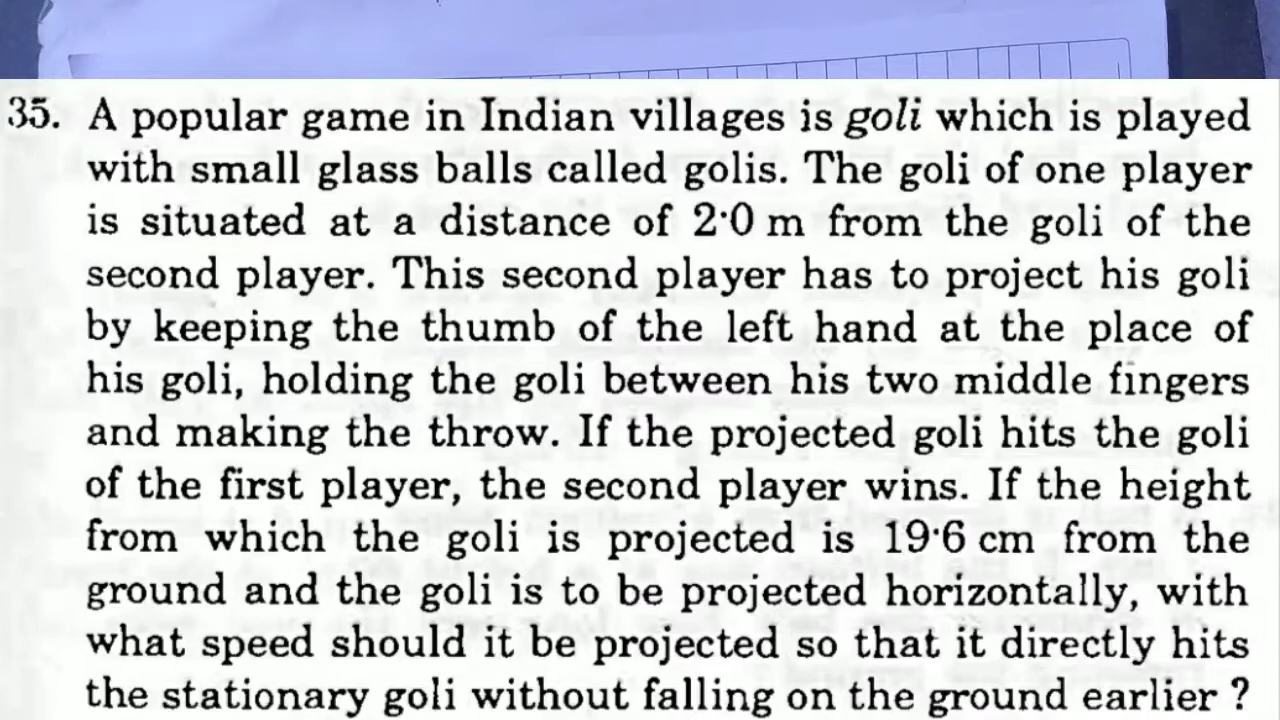 35. A popular game in Indian villages is goli which is played
with small glass balls called golis. The goli of one player
is situated at a distance of 2·0 m from the goli of the
second player. This second player has to project his goli
by keeping the thumb of the left hand at the place of
his goli, holding the goli between his two middle fingers
and making the throw. If the projected goli hits the goli
of the first player, the second player wins. If the height
from which the goli is projected is 19·6 cm from the
ground and the goli is to be projected horizontally, with
what speed should it be projected so that it directly hits
the stationary goli without falling on the ground earlier ?